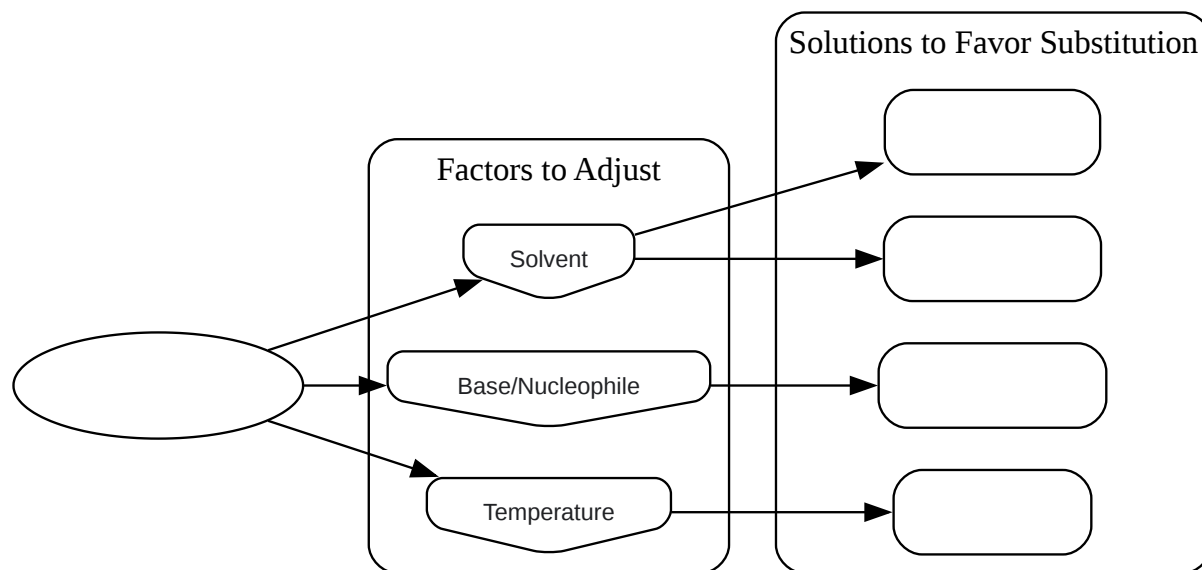 Solutions to Favor Substitution
Factors to Adjust
Solvent
Base/Nucleophile
Temperature